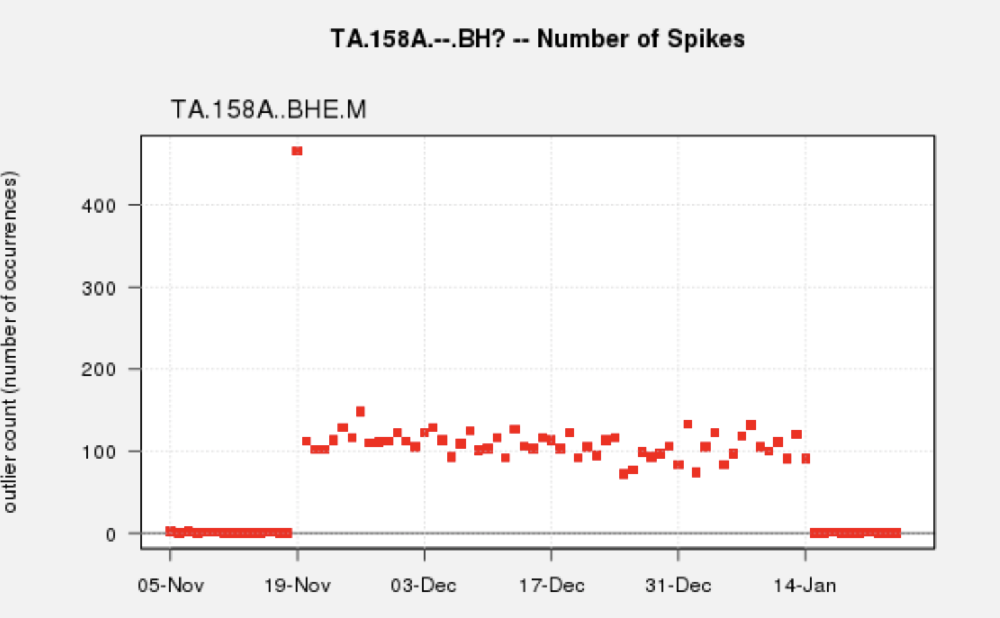 TA.158A.--.BH? -- Number of Spikes
TA.158A..BHE.M
outlier count (number of occurrences)
400
300
200
100
0
05-Nov 19-Nov 03-Dec 17-Dec 31-Dec 14-Jan